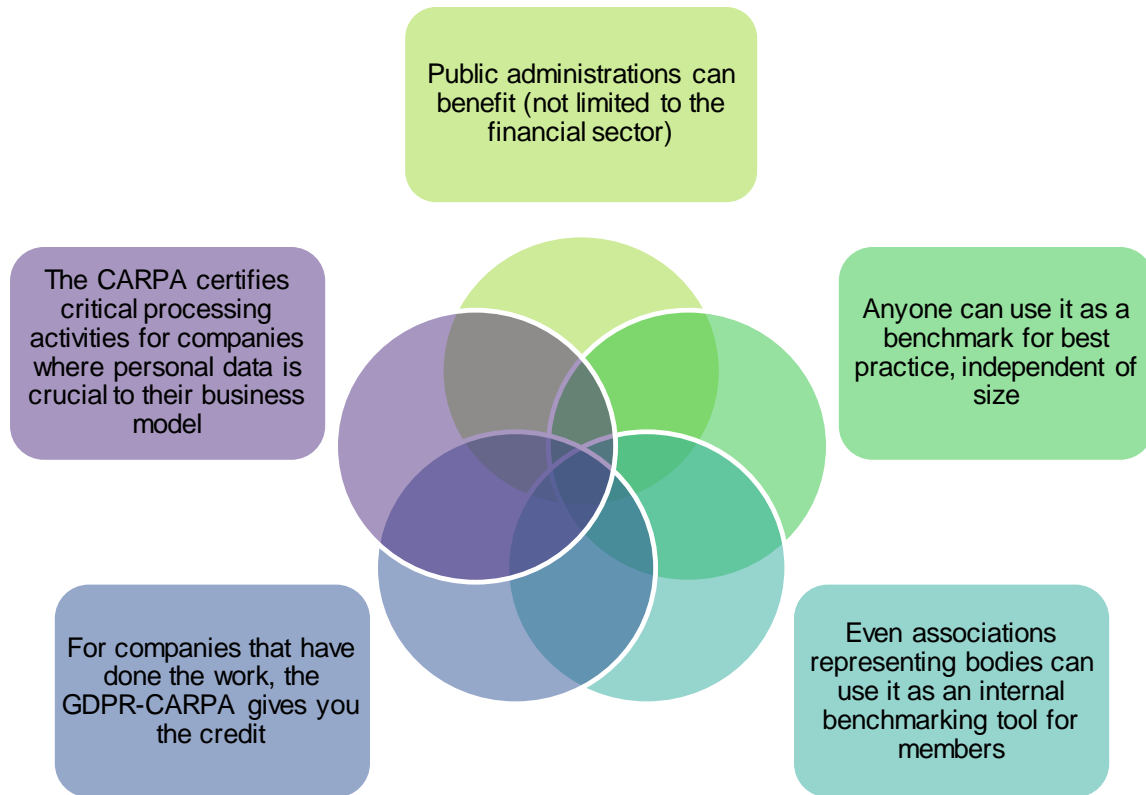 Public administrations can
benefit (not limited to the
financial sector)
The CARPA certifies
critical processing
activities for companies
where personal data is
crucial to their business
model
Anyone can use it as a
benchmark for best
practice, independent of
size
For companies that have
done the work, the
GDPR-CARPA gives you
the credit
Even associations
representing bodies can
use it as an internal
benchmarking tool for
members